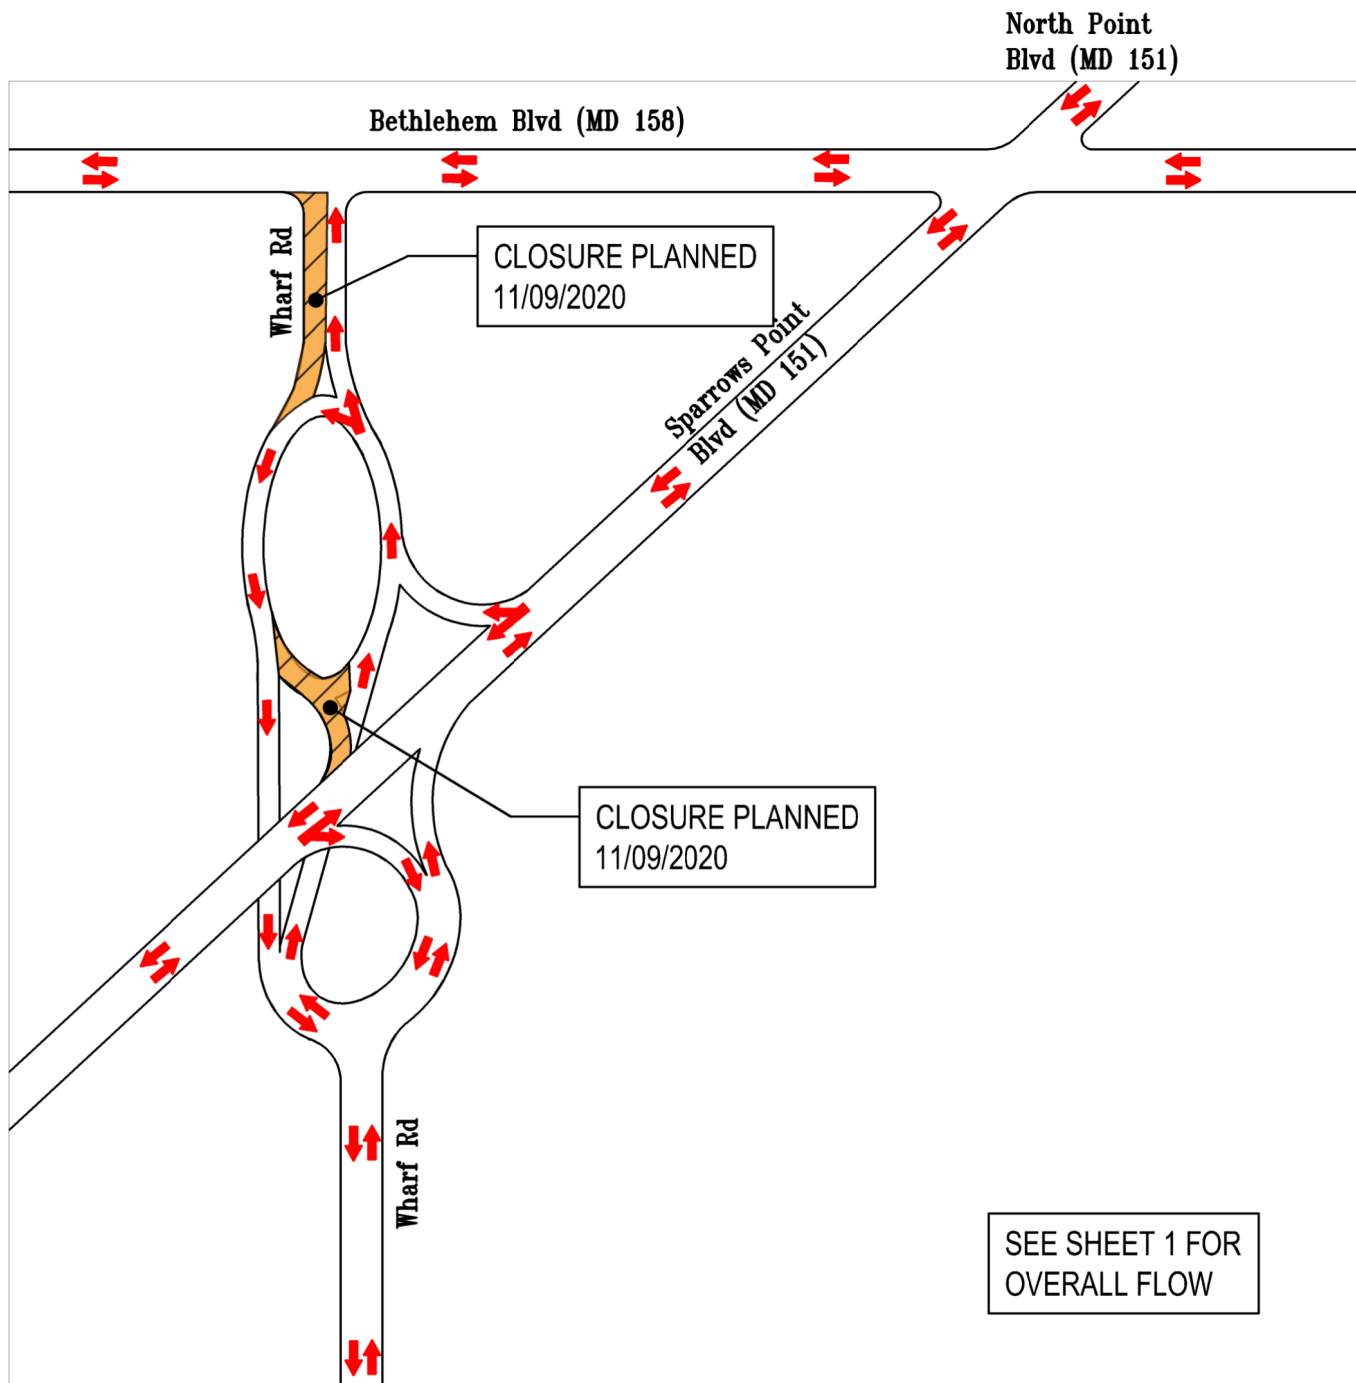 North Point
Blvd (MD 151)
Bethlehem Blvd (MD 158)
Wharf Rd
CLOSURE PLANNED
11/09/2020
Sparrows Point
Blvd (MD 151)
CLOSURE PLANNED
11/09/2020
Wharf Rd
SEE SHEET 1 FOR
OVERALL FLOW